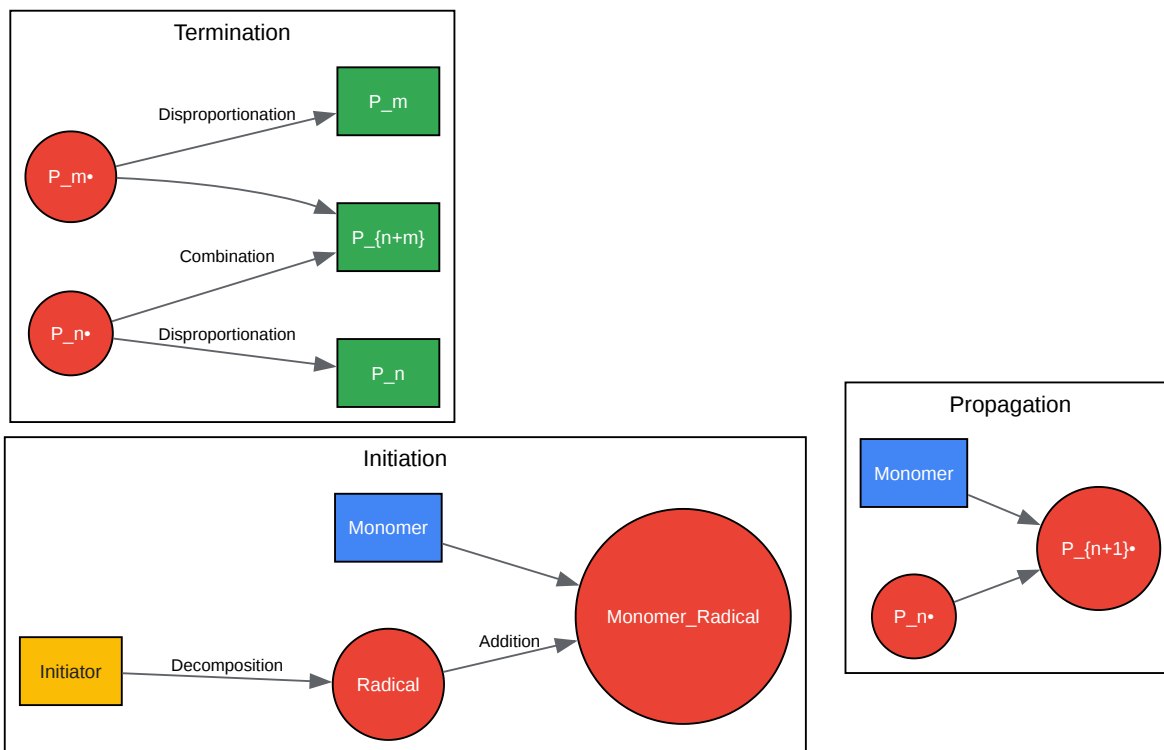 Termination
P_m
Disproportionation
P_m•
P_{n+m}
Combination
P_n•
Disproportionation
P_n
Propagation
Monomer
P_{n+1}•
P_n•
Initiation
Monomer
Monomer_Radical
Addition
Initiator
Decomposition
Radical